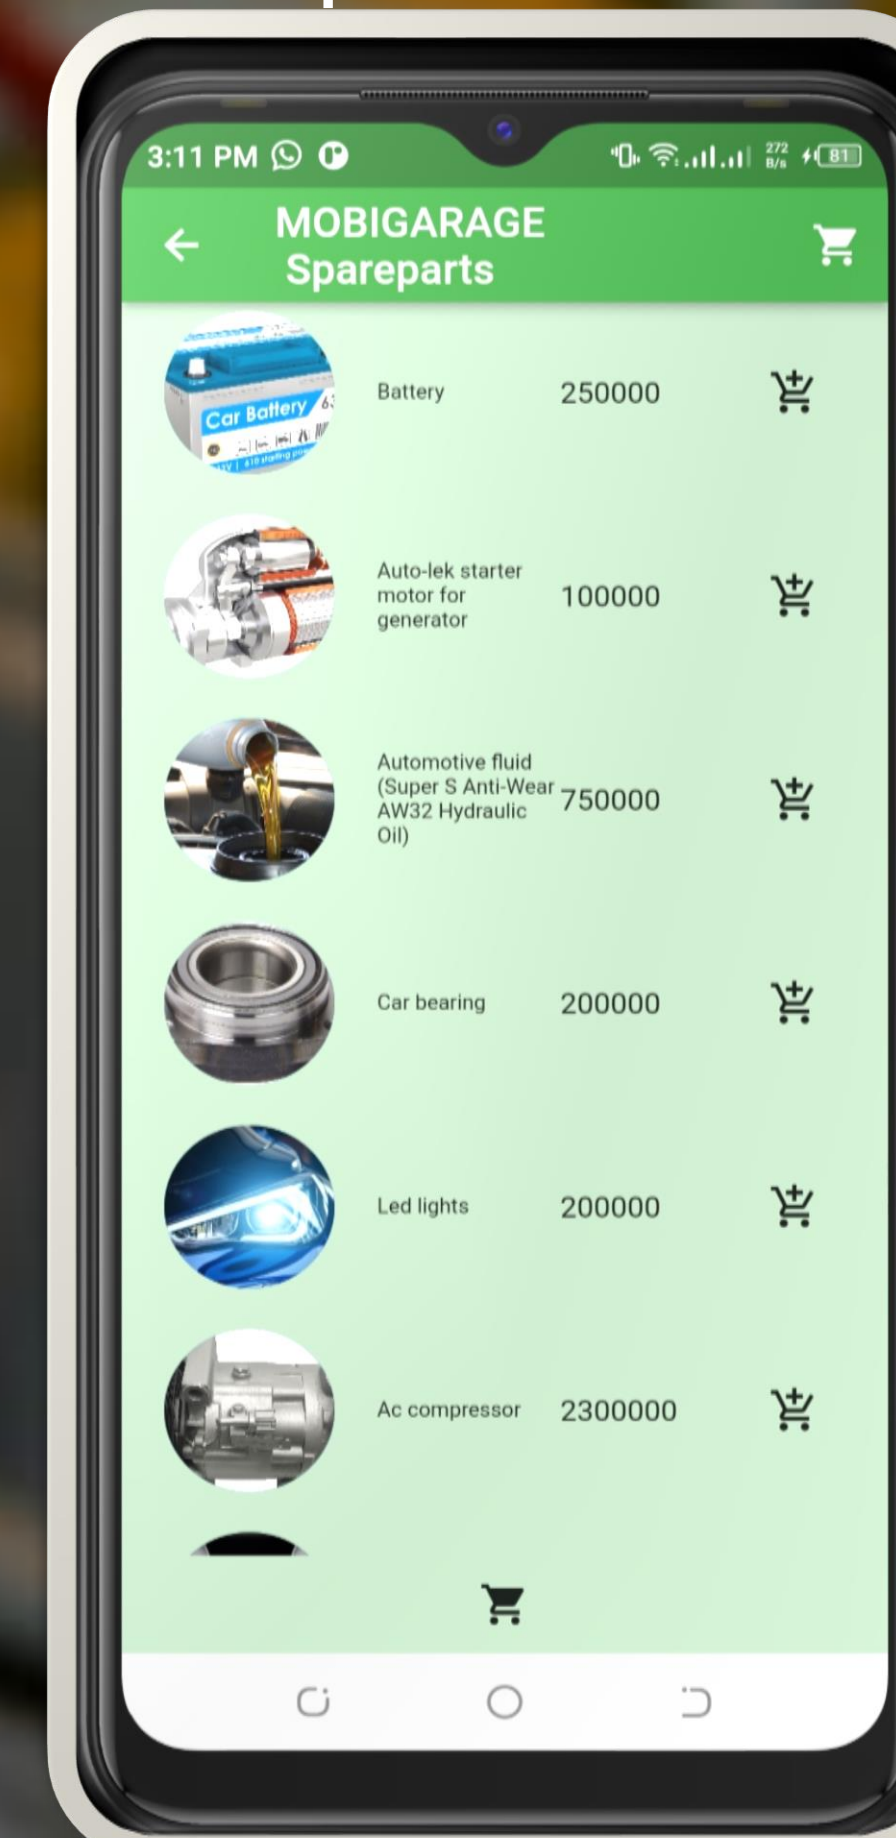 3:11 PM
272
B/s
81
MOBIGARAGE
Spareparts
Car Battery
Battery 250000
Auto-lek starter
motor for
generator
100000
Automotive fluid
(Super S Anti-Wear
AW32 Hydraulic
Oil)
750000
Car bearing 200000
Led lights 200000
Ac compressor 2300000